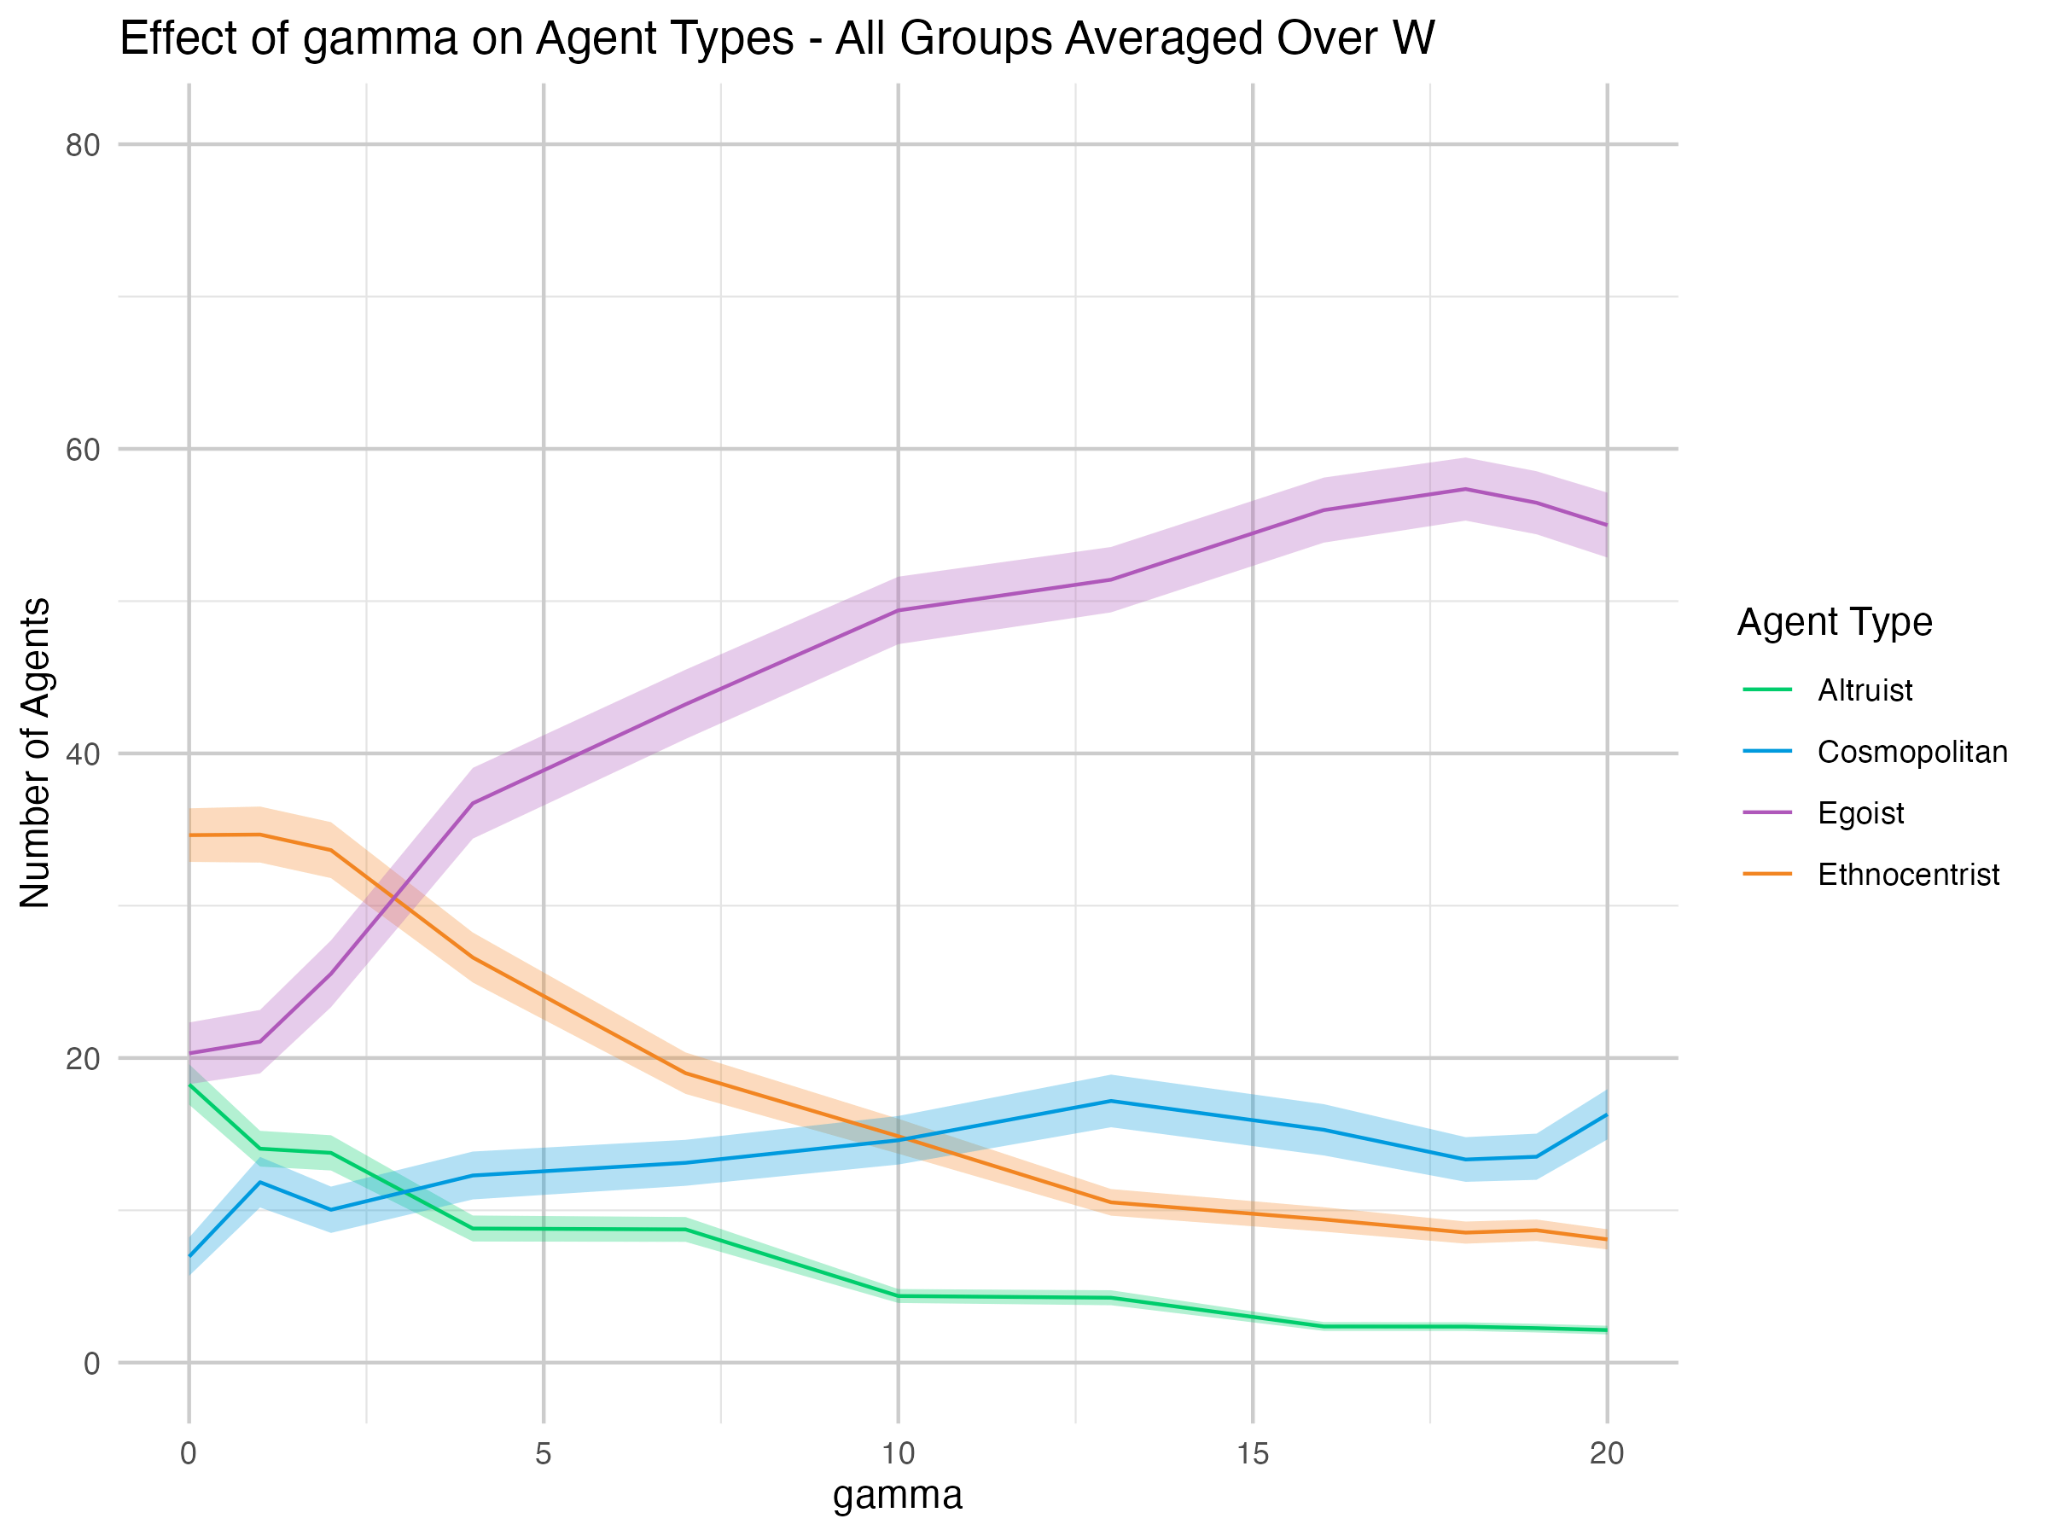 Effect of gamma on Agent Types - All Groups Averaged Over W
Number of Agents
80
60
40
20
0
0 5 10 15 20
gamma
Agent Type
Altruist
Cosmopolitan
Egoist
Ethnocentrist